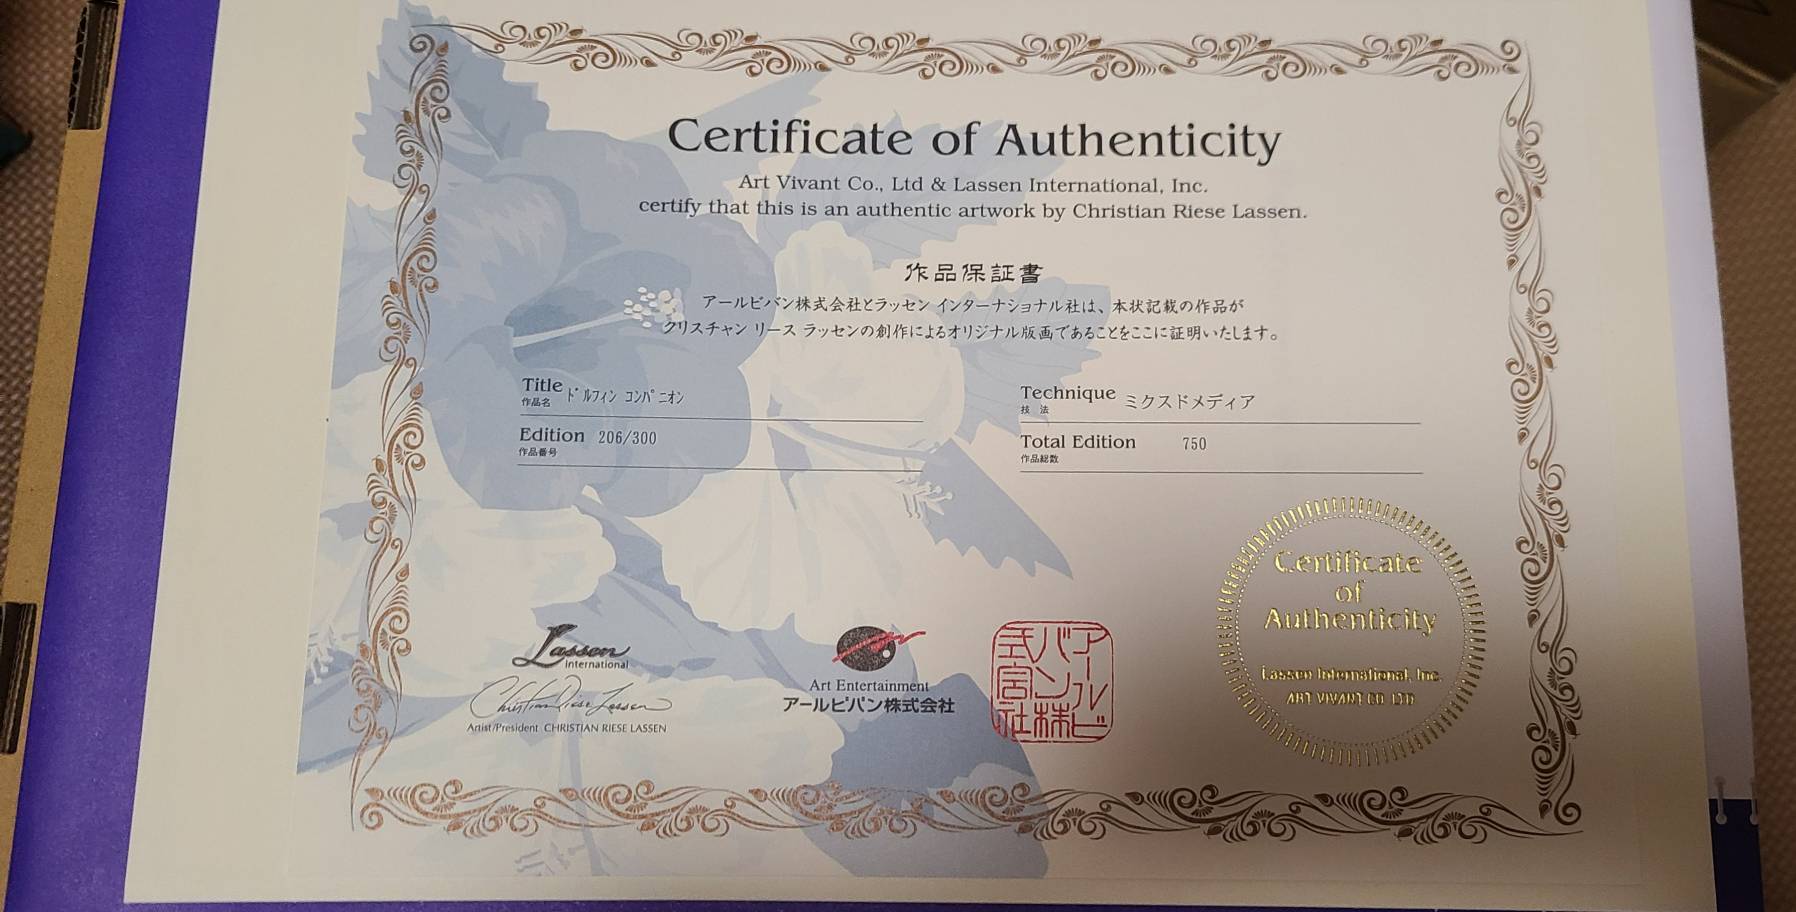 Certificate of Authenticity
Art Vivant Co., Ltd & Lassen International, Inc.
certify that this is an authentic artwork by Christian Riese Lassen.
作品保証書
アールビバン株式会社とラッセン インターナショナル社は、本状記載の作品が
クリスチャン リース ラッセンの創作によるオリジナル版画であることをここに証明いたします。
Title ドルフィン コンパニオン
作品名
Technique ミクスドメディア
技 法
Edition 206/300
作品番号
Total Edition 750
作品総数
Certificate
of
Authenticity
Lassen International, Inc.
ART VIVANT CO. LTD
Lassen
International
Christian Riese Lassen
Artist/President CHRISTIAN RIESE LASSEN
Art Entertainment
アールビバン株式会社
アールビ
バン株
式会社